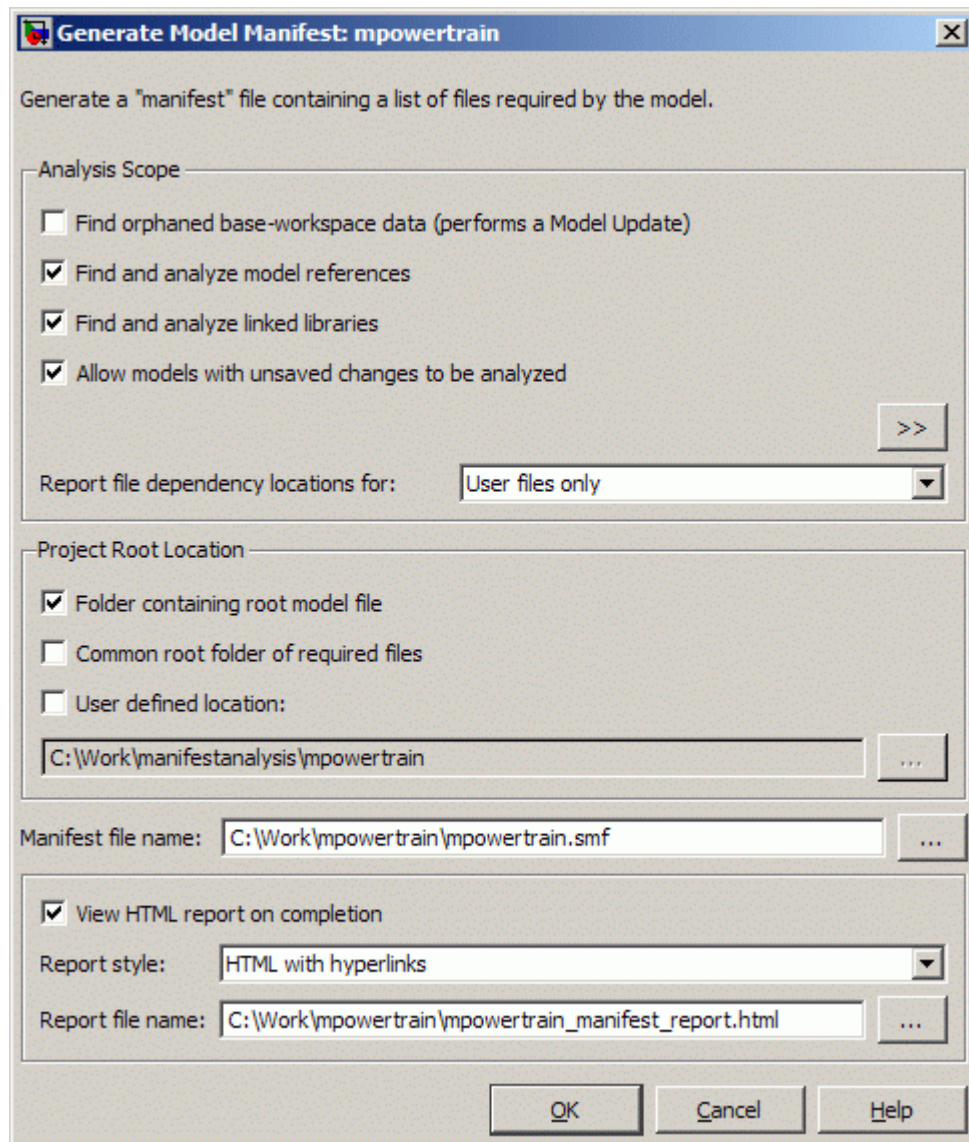 Generate Model Manifest: mpowertrain
Generate a "manifest" file containing a list of files required by the model.
Analysis Scope
Find orphaned base-workspace data (performs a Model Update)
Find and analyze model references
Find and analyze linked libraries
Allow models with unsaved changes to be analyzed
>>
Report file dependency locations for: User files only
Project Root Location
Folder containing root model file
Common root folder of required files
User defined location:
C:\Work\manifestanalysis\mpowertrain ...
Manifest file name: C:\Work\mpowertrain\mpowertrain.smf ...
View HTML report on completion
Report style: HTML with hyperlinks
Report file name: C:\Work\mpowertrain\mpowertrain_manifest_report.html ...
OK Cancel Help